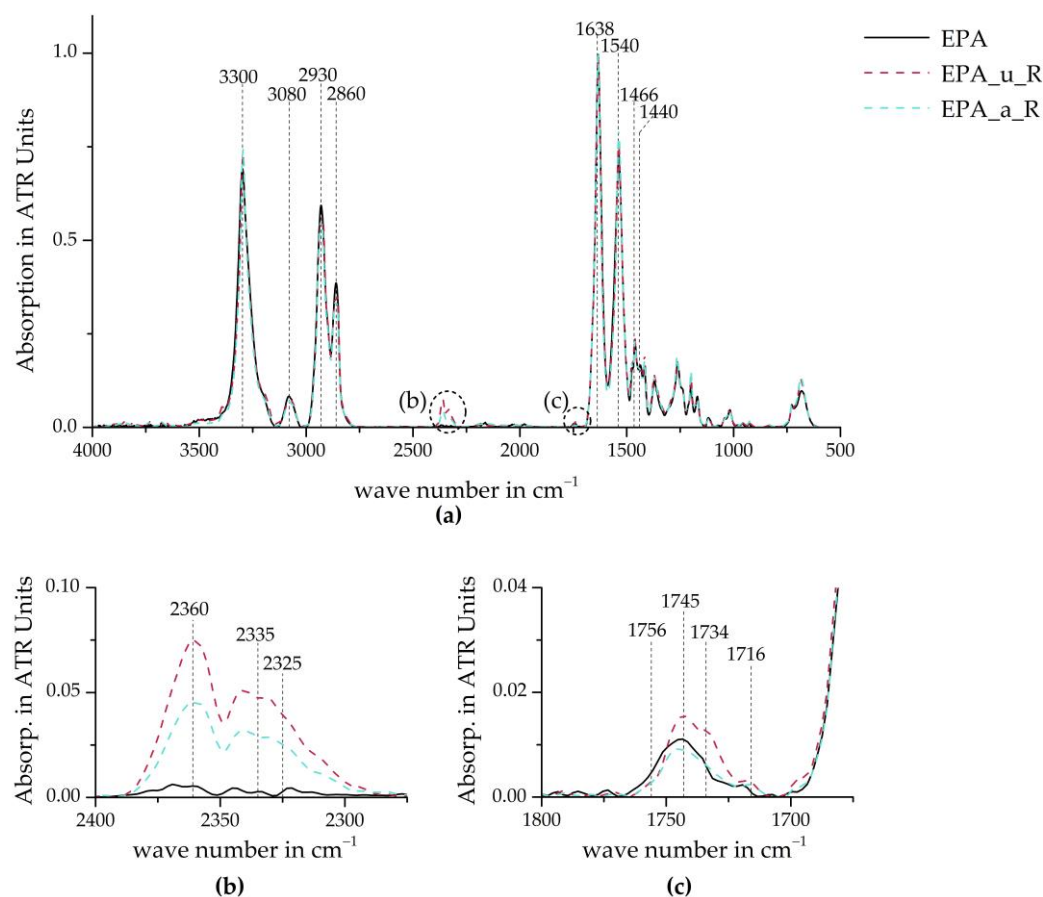 1638
1540
EPA
1.0
2930
3300
EPA_u_R
3080
2860
1466
EPA_a_R
1440
Absorption in ATR Units
0.5
(b)
(c)
0.0
4000
3500
3000
2500
2000
1500
1000
500
wave number in cm⁻¹
(a)
0.10
2360
2335
2325
0.05
0.00
Absorp. in ATR Units
2400
2350
2300
wave number in cm⁻¹
(b)
0.04
1745
1756
1734
1716
0.02
0.00
Absorp. in ATR Units
1800
1750
1700
wave number in cm⁻¹
(c)